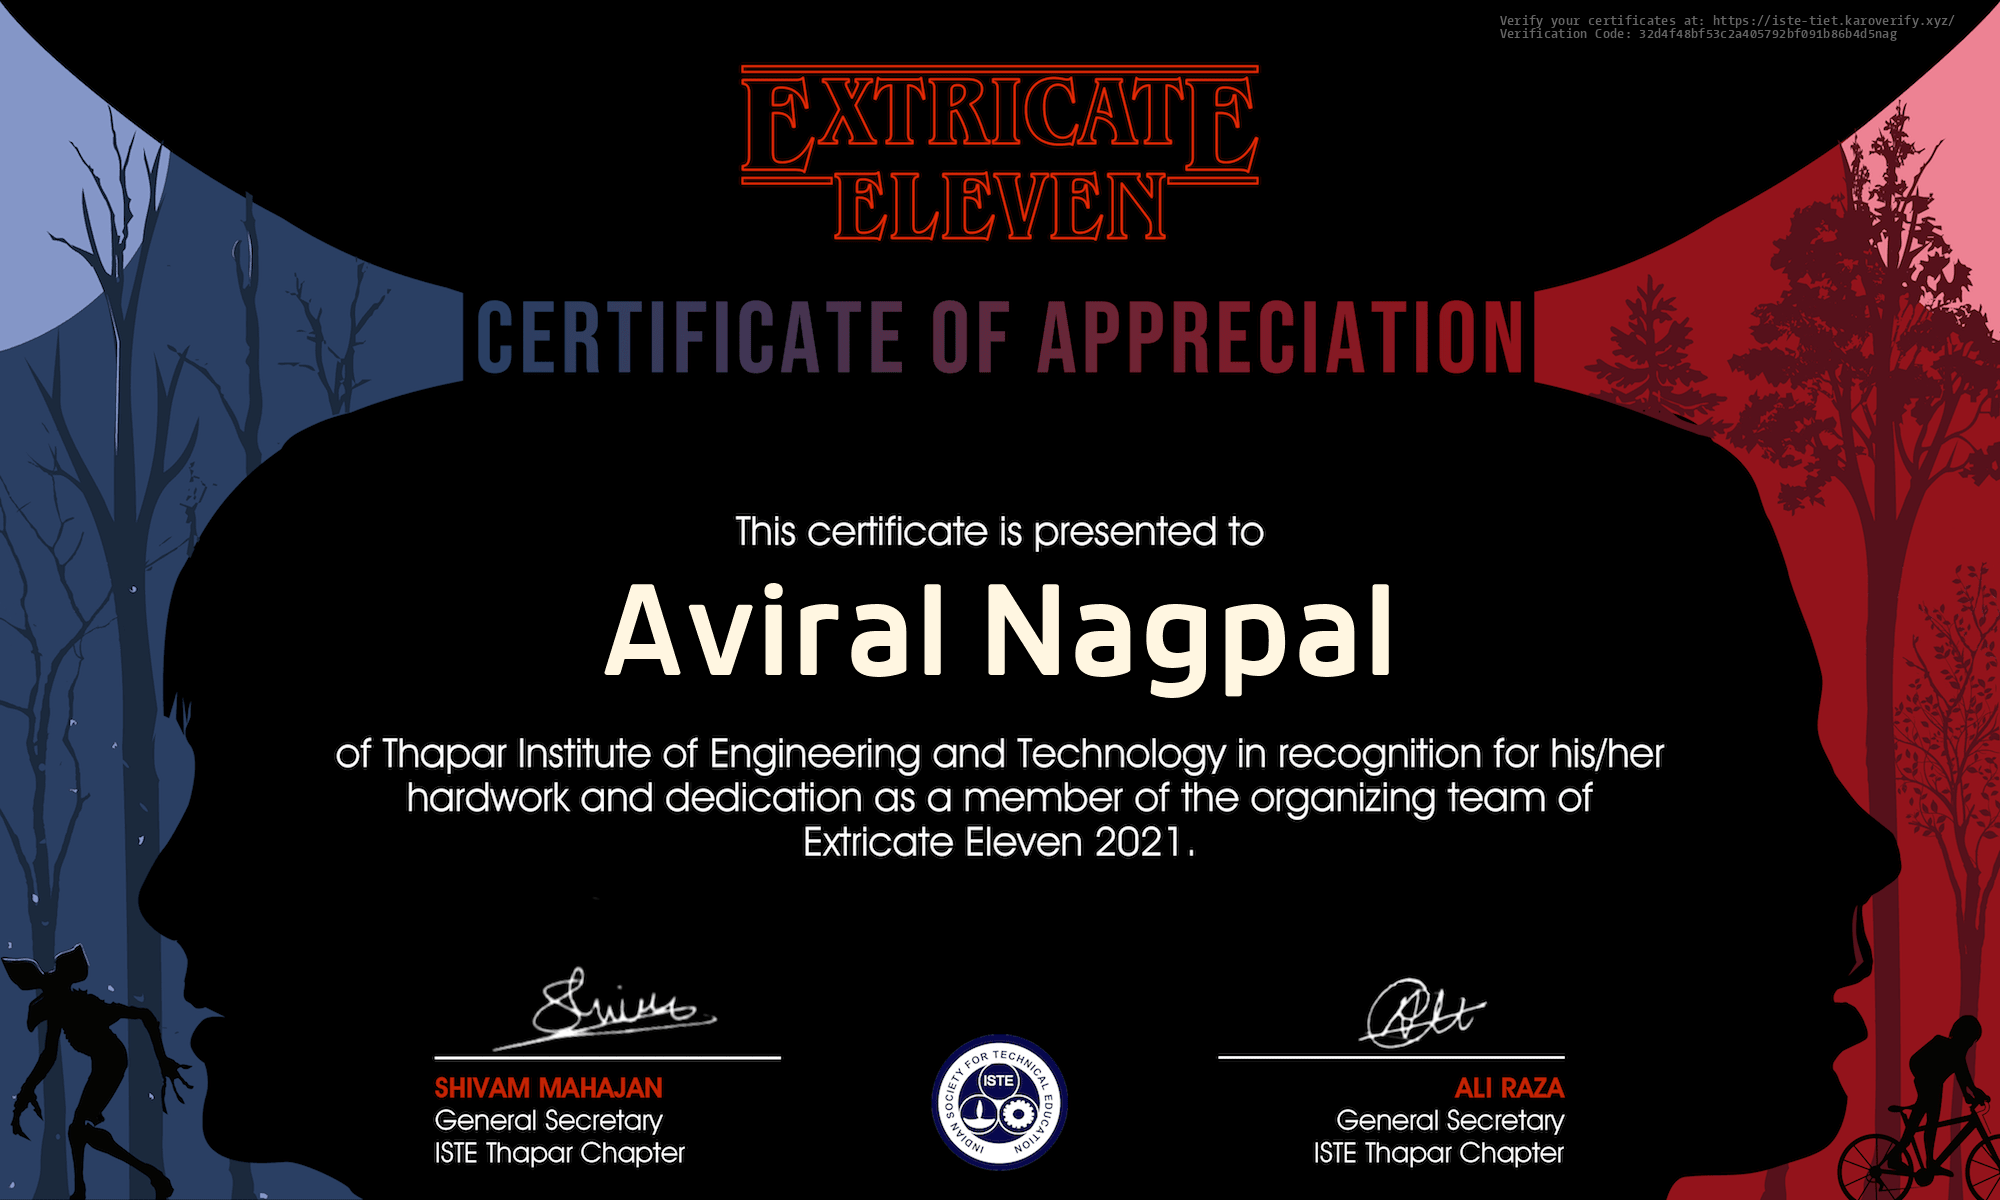 Verify your certificates at: https://iste-tiet.karoverify.xyz/
Verification Code: 32d4f48bf53c2a405792bf091b86b4d5nag
EXTRICATE
ELEVEN
CERTIFICATE OF APPRECIATION
This certificate is presented to
Aviral Nagpal
of Thapar Institute of Engineering and Technology in recognition for his/her
hardwork and dedication as a member of the organizing team of
Extricate Eleven 2021.
SHIVAM MAHAJAN
General Secretary
ISTE Thapar Chapter
INDIAN SOCIETY FOR TECHNICAL EDUCATION
ISTE
ALI RAZA
General Secretary
ISTE Thapar Chapter